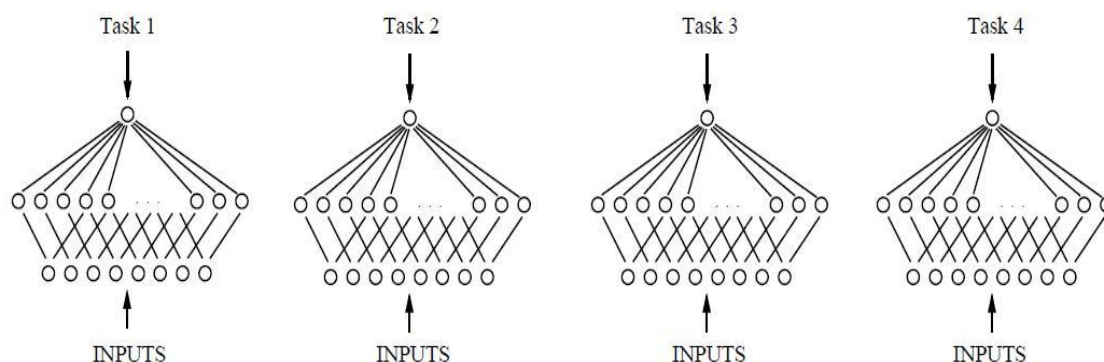 Task 1 Task 2 Task 3 Task 4
. . . . . . . . . . . .
INPUTS INPUTS INPUTS INPUTS